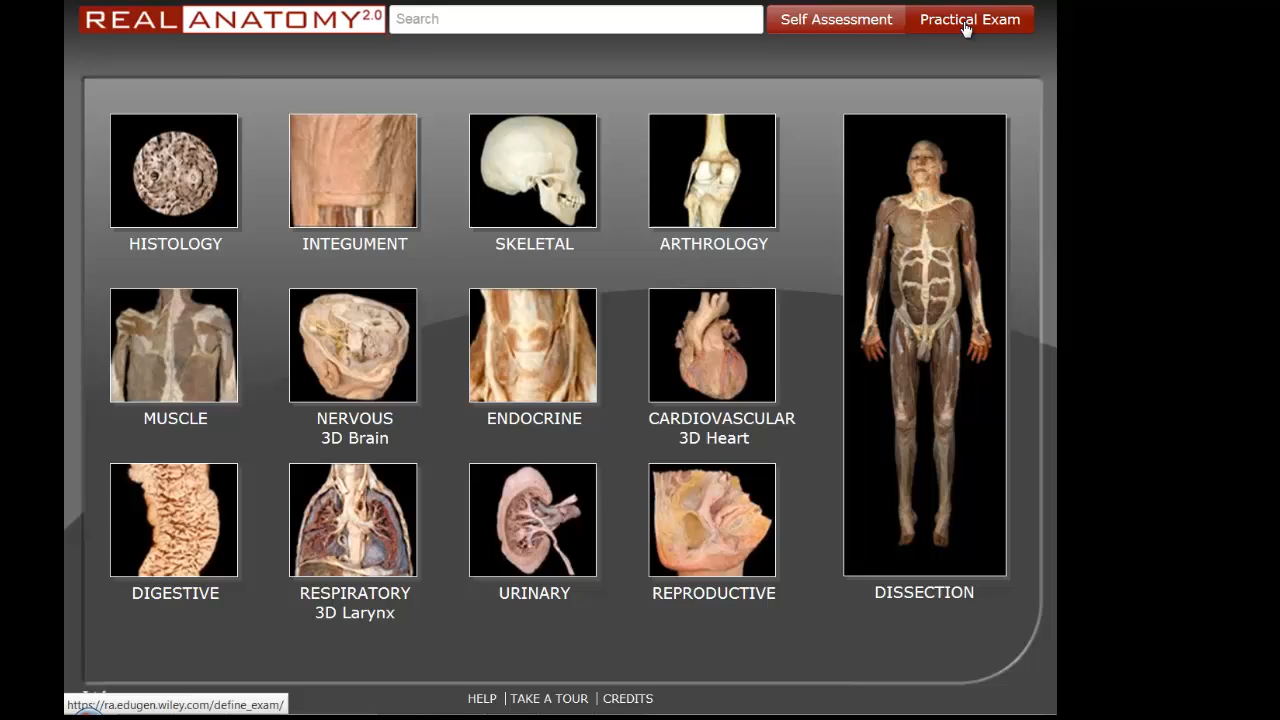 REAL ANATOMY 2.0
Search
Self Assessment
Practical Exam
HISTOLOGY
INTEGUMENT
SKELETAL
ARTHROLOGY
MUSCLE
NERVOUS
3D Brain
ENDOCRINE
CARDIOVASCULAR
3D Heart
DIGESTIVE
RESPIRATORY
3D Larynx
URINARY
REPRODUCTIVE
DISSECTION
HELP | TAKE A TOUR | CREDITS
https://ra.edugen.wiley.com/define_exam/